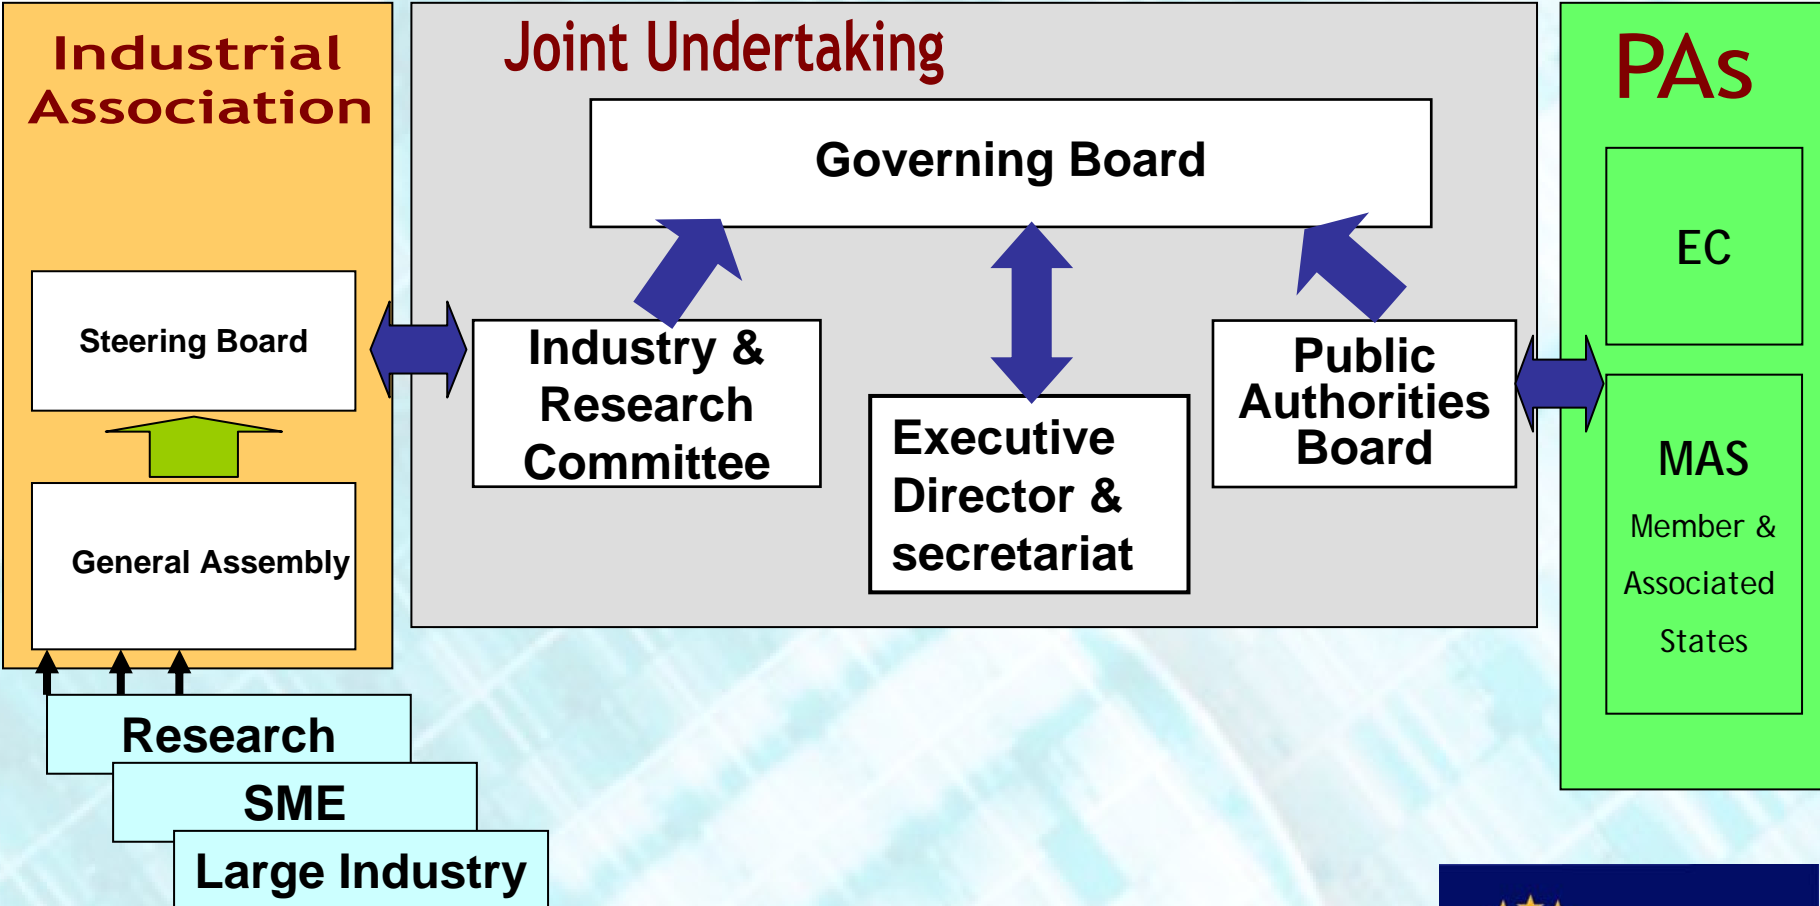 Industrial
Association
Steering Board
General Assembly
Research
SME
Large Industry
Joint Undertaking
Governing Board
Industry &
Research
Committee
Executive
Director &
secretariat
Public
Authorities
Board
PAs
EC
MAS
Member &
Associated
States